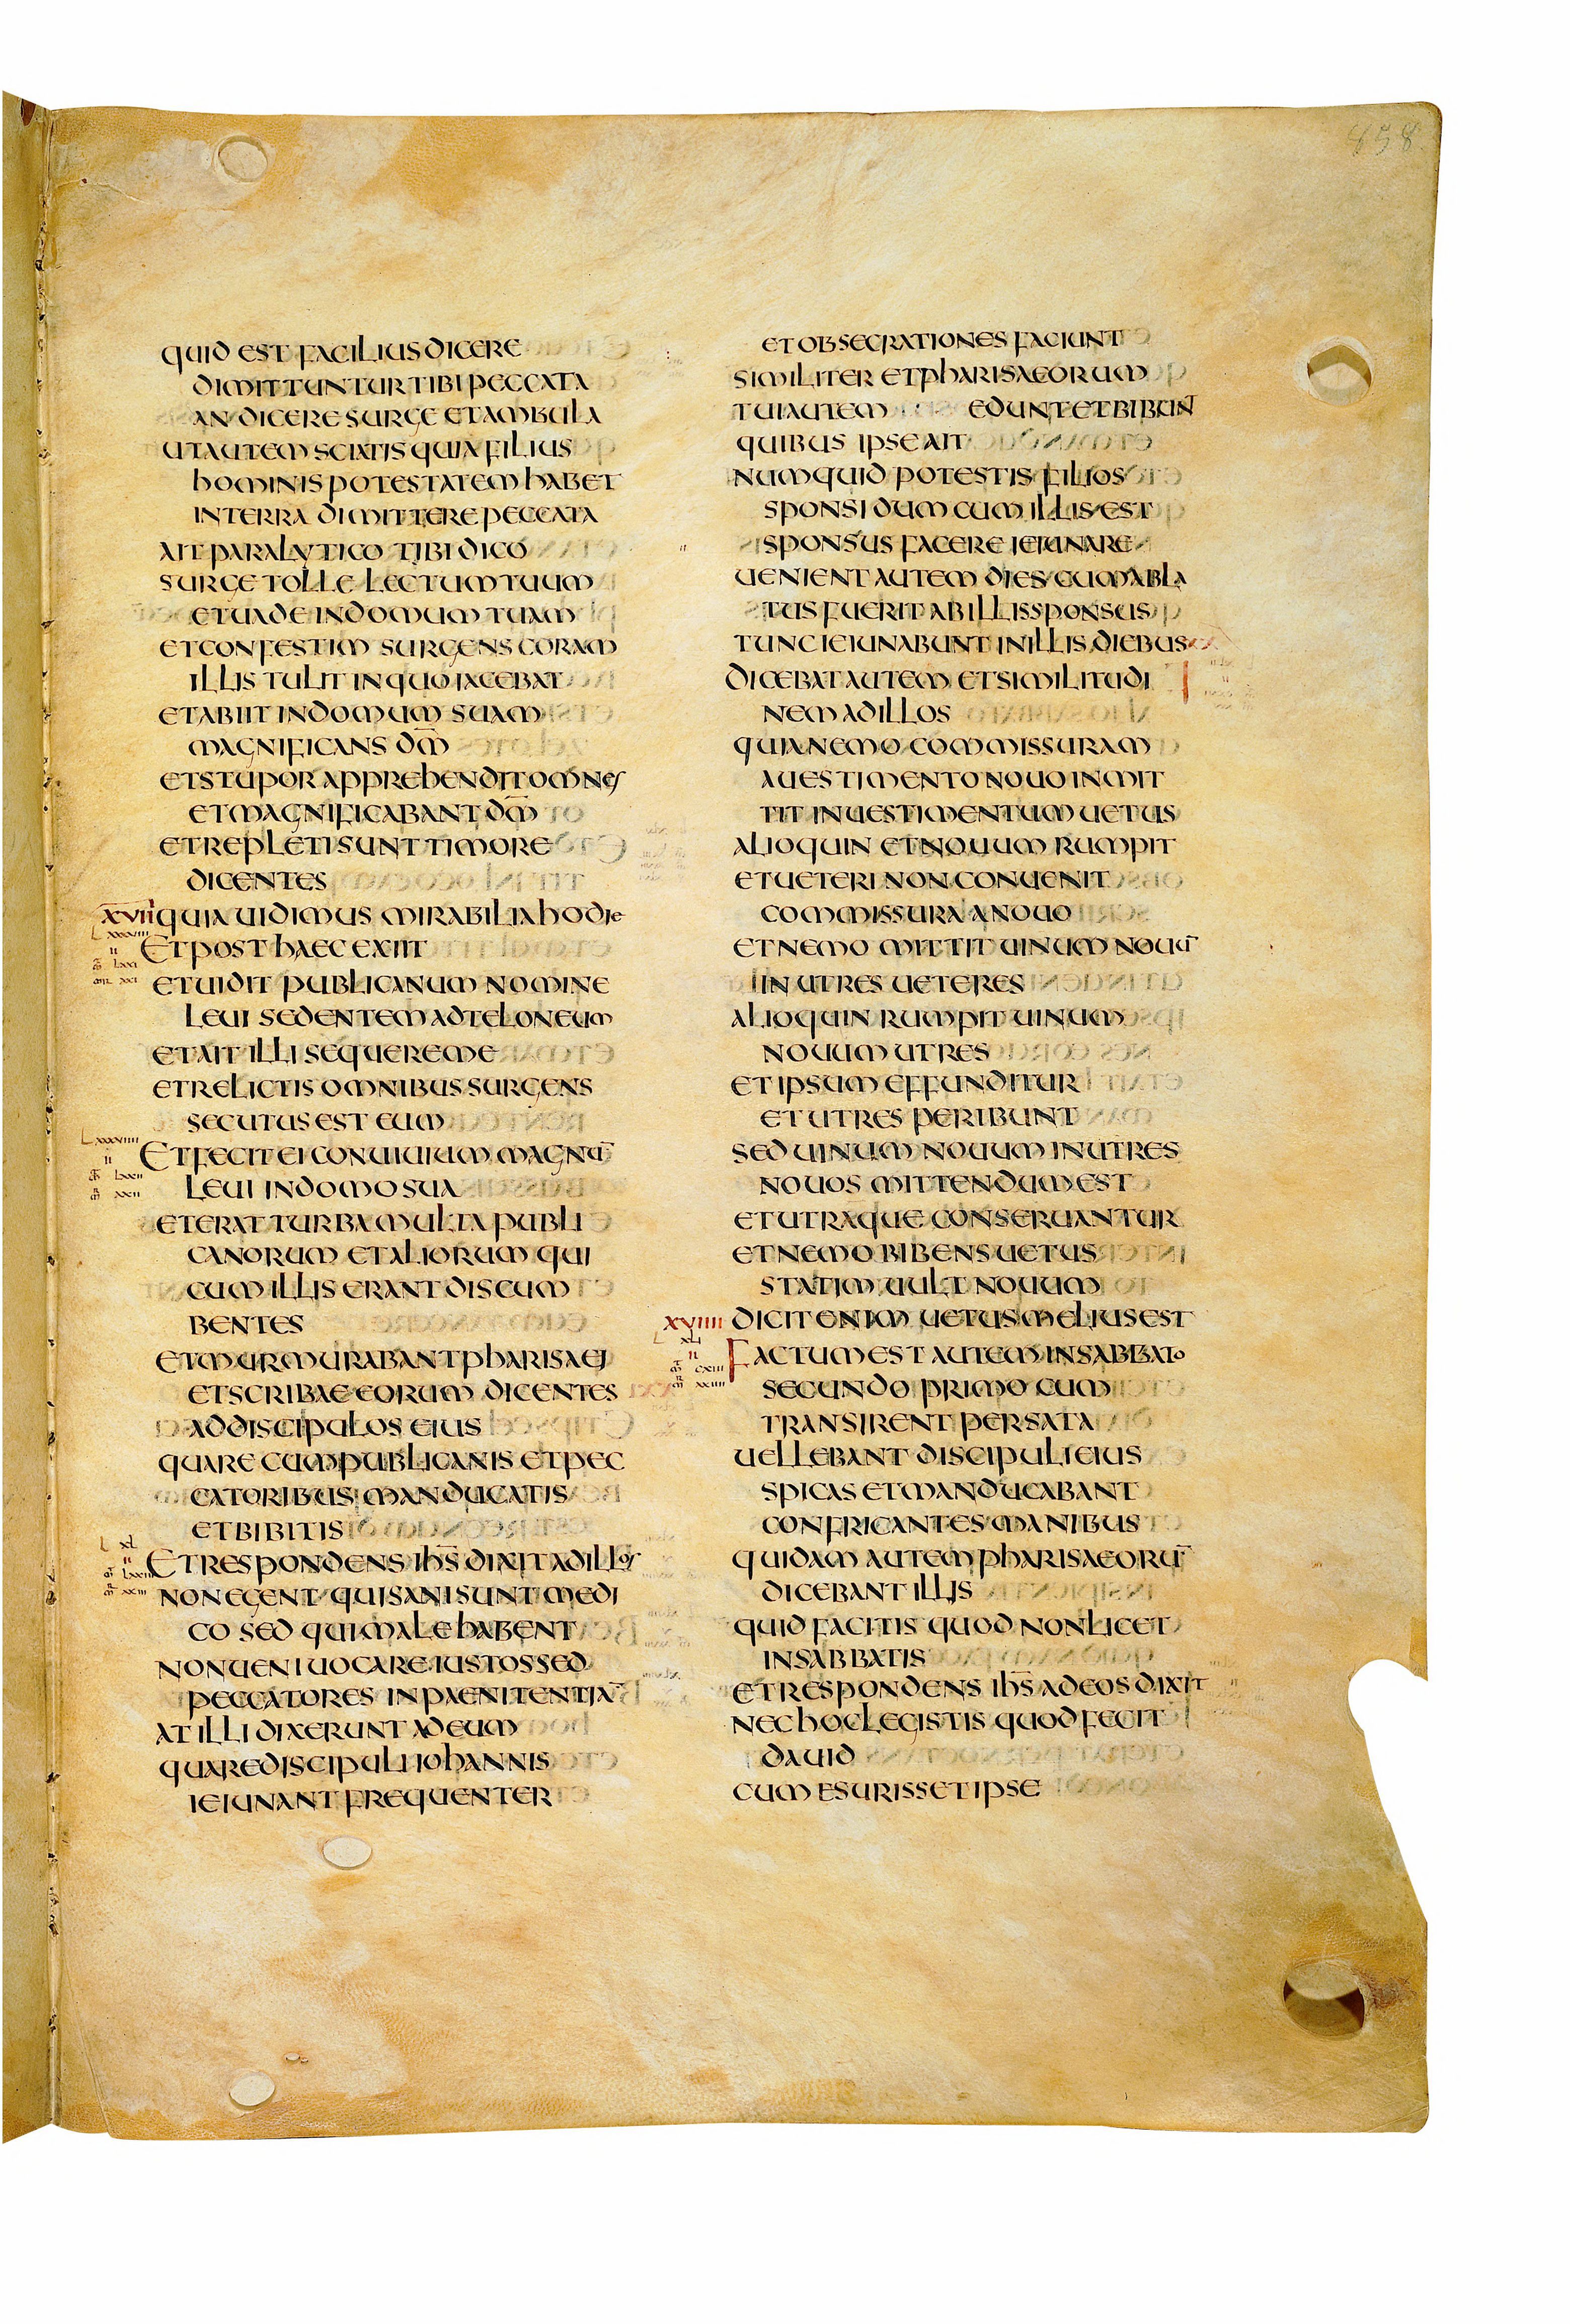 858
QUID EST FACILIUS DICERE
DIMITTUNTUR TIBI PECCATA
AN DICERE SURGE ET AMBULA
UT AUTEM SCIATIS QUIA FILIUS
HOMINIS POTESTATEM HABET
IN TERRA DIMITTERE PECCATA
AIT PARALYTICO TIBI DICO
SURGE TOLLE LECTUM TUUM
ET UADE IN DOMUM TUAM
ET CONFESTIM SURGENS CORAM
ILLIS TULIT IN QUO IACEBAT
ET ABIIT IN DOMUM SUAM
MAGNIFICANS D̅M̅
ET STUPOR APPREHENDIT OMNES
ET MAGNIFICABANT D̅M̅
ET REPLETI SUNT TIMORE
DICENTES
XVIII QUIA UIDIMUS MIRABILIA HODIE
ET POST HAEC EXIIT
ET UIDIT PUBLICANUM NOMINE
LEUI SEDENTEM AD TELONEUM
ET AIT ILLI SEQUERE ME
ET RELICTIS OMNIBUS SURGENS
SECUTUS EST EUM
LXXXVIIII
ET FECIT EI CONUIUIUM MAGNU̅
LEUI IN DOMO SUA
ET ERAT TURBA MULTA PUBLI
CANORUM ET ALIORUM QUI
CUM ILLIS ERANT DISCUM
BENTES
ET MURMURABANT PHARISAEI
ET SCRIBAE EORUM DICENTES
AD DISCIPULOS EIUS
QUARE CUM PUBLICANIS ET PEC
CATORIBUS MANDUCATIS
ET BIBITIS
ET RESPONDENS IH̅S̅ DIXIT AD ILLOS
NON EGENT QUI SANI SUNT MEDI
CO SED QUI MALE HABENT
NON UENI UOCARE IUSTOS SED
PECCATORES IN PAENITENTIA̅
AT ILLI DIXERUNT AD EUM
QUARE DISCIPULI IOHANNIS
IEIUNANT FREQUENTER
ET OBSECRATIONES FACIUNT
SIMILITER ET PHARISAEORUM
TUI AUTEM EDUNT ET BIBUNT
QUIBUS IPSE AIT
NUMQUID POTESTIS FILIOS
SPONSI DUM CUM ILLIS EST
SPONSUS FACERE IEIUNARE
UENIENT AUTEM DIES CUM ABLA
TUS FUERIT AB ILLIS SPONSUS
TUNC IEIUNABUNT IN ILLIS DIEBUS
DICEBAT AUTEM ET SIMILITUDI
NEM AD ILLOS
QUIA NEMO COMMISSURAM
A UESTIMENTO NOUO INMIT
TIT IN UESTIMENTUM UETUS
ALIOQUIN ET NOUUM RUMPIT
ET UETERI NON CONUENIT
COMMISSURA A NOUO
ET NEMO MITTIT UINUM NOUU̅
IN UTRES UETERES
ALIOQUIN RUMPIT UINUM
NOUUM UTRES
ET IPSUM EFFUNDITUR
ET UTRES PERIBUNT
SED UINUM NOUUM IN UTRES
NOUOS MITTENDUM EST
ET UTRAQUE CONSERUANTUR
ET NEMO BIBENS UETUS
STATIM UULT NOUUM
XVIIII DICIT ENIM UETUS MELIUS EST
FACTUM EST AUTEM IN SABBATO
SECUNDO PRIMO CUM
TRANSIRENT PER SATA
UELLEBANT DISCIPULI EIUS
SPICAS ET MANDUCABANT
CONFRICANTES MANIBUS
QUIDAM AUTEM PHARISAEORU̅
DICEBANT ILLIS
QUID FACITIS QUOD NON LICET
IN SABBATIS
ET RESPONDENS IH̅S̅ AD EOS DIXIT
NEC HOC LEGISTIS QUOD FECIT
DAUID
CUM ESURISSET IPSE